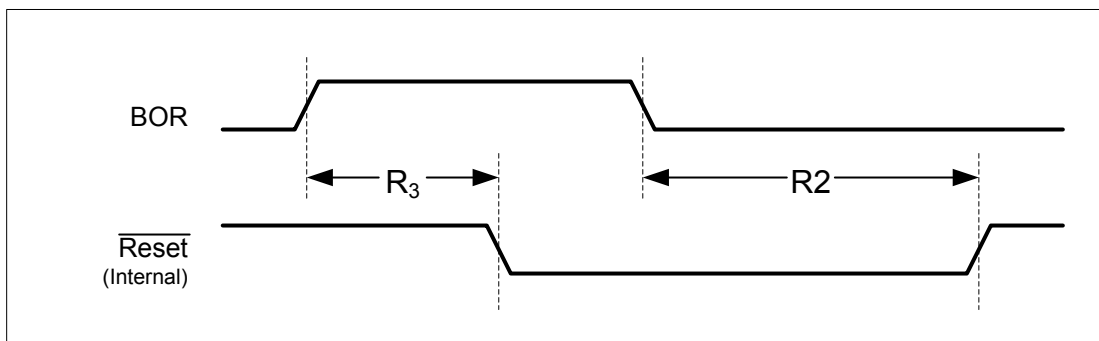 BOR
R₃
R2
Reset
(Internal)